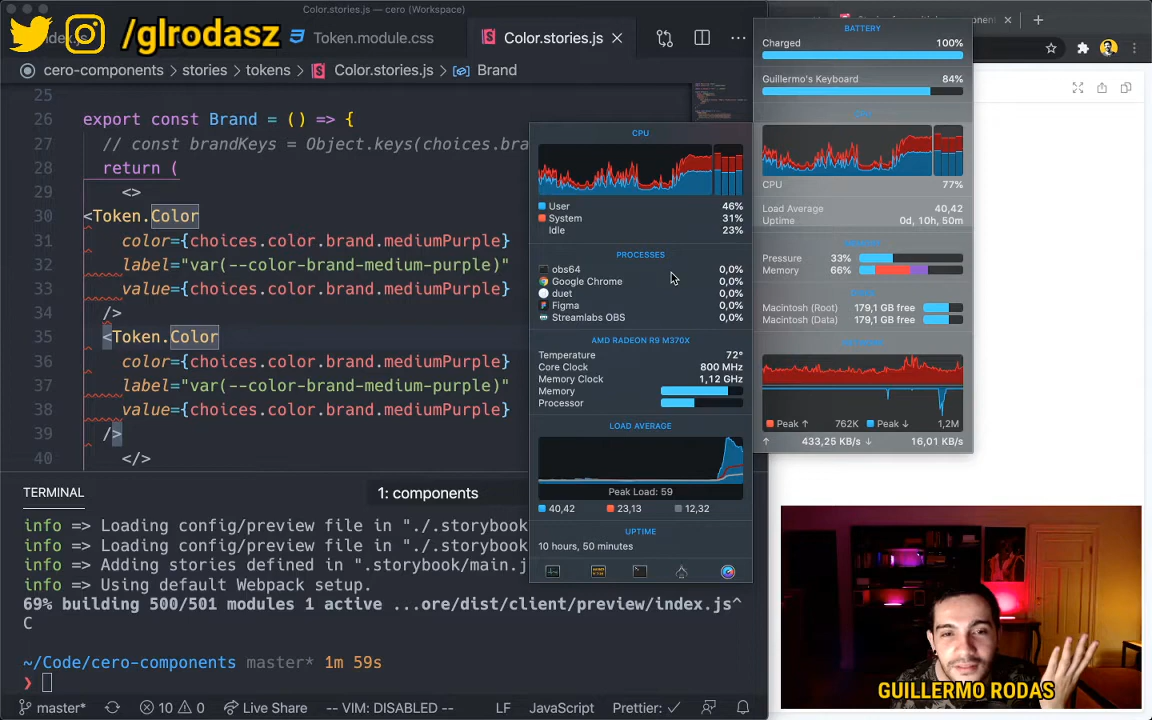 Color.stories.js — cero (Workspace)
/glrodasz
Token.module.css
Color.stories.js
cero-components > stories > tokens > Color.stories.js > Brand
25
26 export const Brand = () => {
27 // const brandKeys = Object.keys(choices.bra
28 return (
29 <>
30 <Token.Color
31 color={choices.color.brand.mediumPurple}
32 label="var(--color-brand-medium-purple)"
33 value={choices.color.brand.mediumPurple}
34 />
35 <Token.Color
36 color={choices.color.brand.mediumPurple}
37 label="var(--color-brand-medium-purple)"
38 value={choices.color.brand.mediumPurple}
39 />
40 </>
TERMINAL
1: components
info => Loading config/preview file in "./.storybook
info => Loading config/preview file in "./.storybook
info => Adding stories defined in ".storybook/main.j
info => Using default Webpack setup.
69% building 500/501 modules 1 active ...ore/dist/client/preview/index.js^
C
~/Code/cero-components master* 1m 59s
❯
master* 10 0 Live Share -- VIM: DISABLED -- LF JavaScript Prettier: ✓
CPU
User 46%
System 31%
Idle 23%
PROCESSES
obs64 0,0%
Google Chrome 0,0%
duet 0,0%
Figma 0,0%
Streamlabs OBS 0,0%
AMD RADEON R9 M370X
Temperature 72°
Core Clock 800 MHz
Memory Clock 1,12 GHz
Memory
Processor
LOAD AVERAGE
Peak Load: 59
40,42 23,13 12,32
UPTIME
10 hours, 50 minutes
BATTERY
Charged 100%
Guillermo's Keyboard 84%
CPU
CPU 77%
Load Average 40,42
Uptime 0d, 10h, 50m
Pressure 33%
Memory 66%
Macintosh (Root) 179,1 GB free
Macintosh (Data) 179,1 GB free
Peak ↑ 762K Peak ↓ 1,2M
↑ 433,25 KB/s ↓ 16,01 KB/s
GUILLERMO RODAS